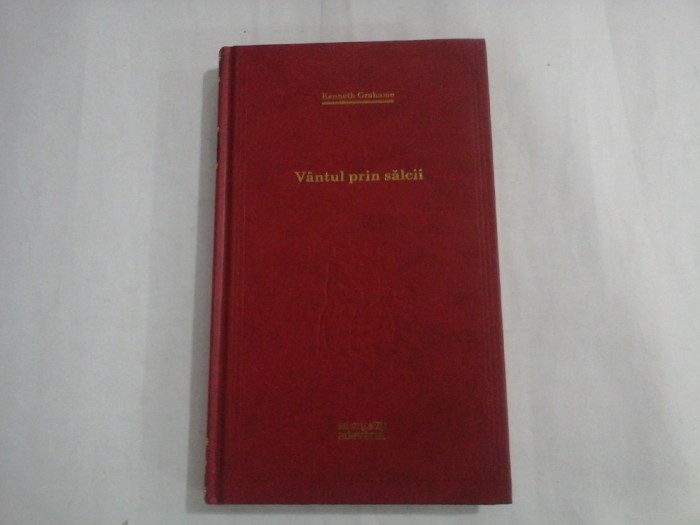 Kenneth Grahame
Vântul prin sălcii